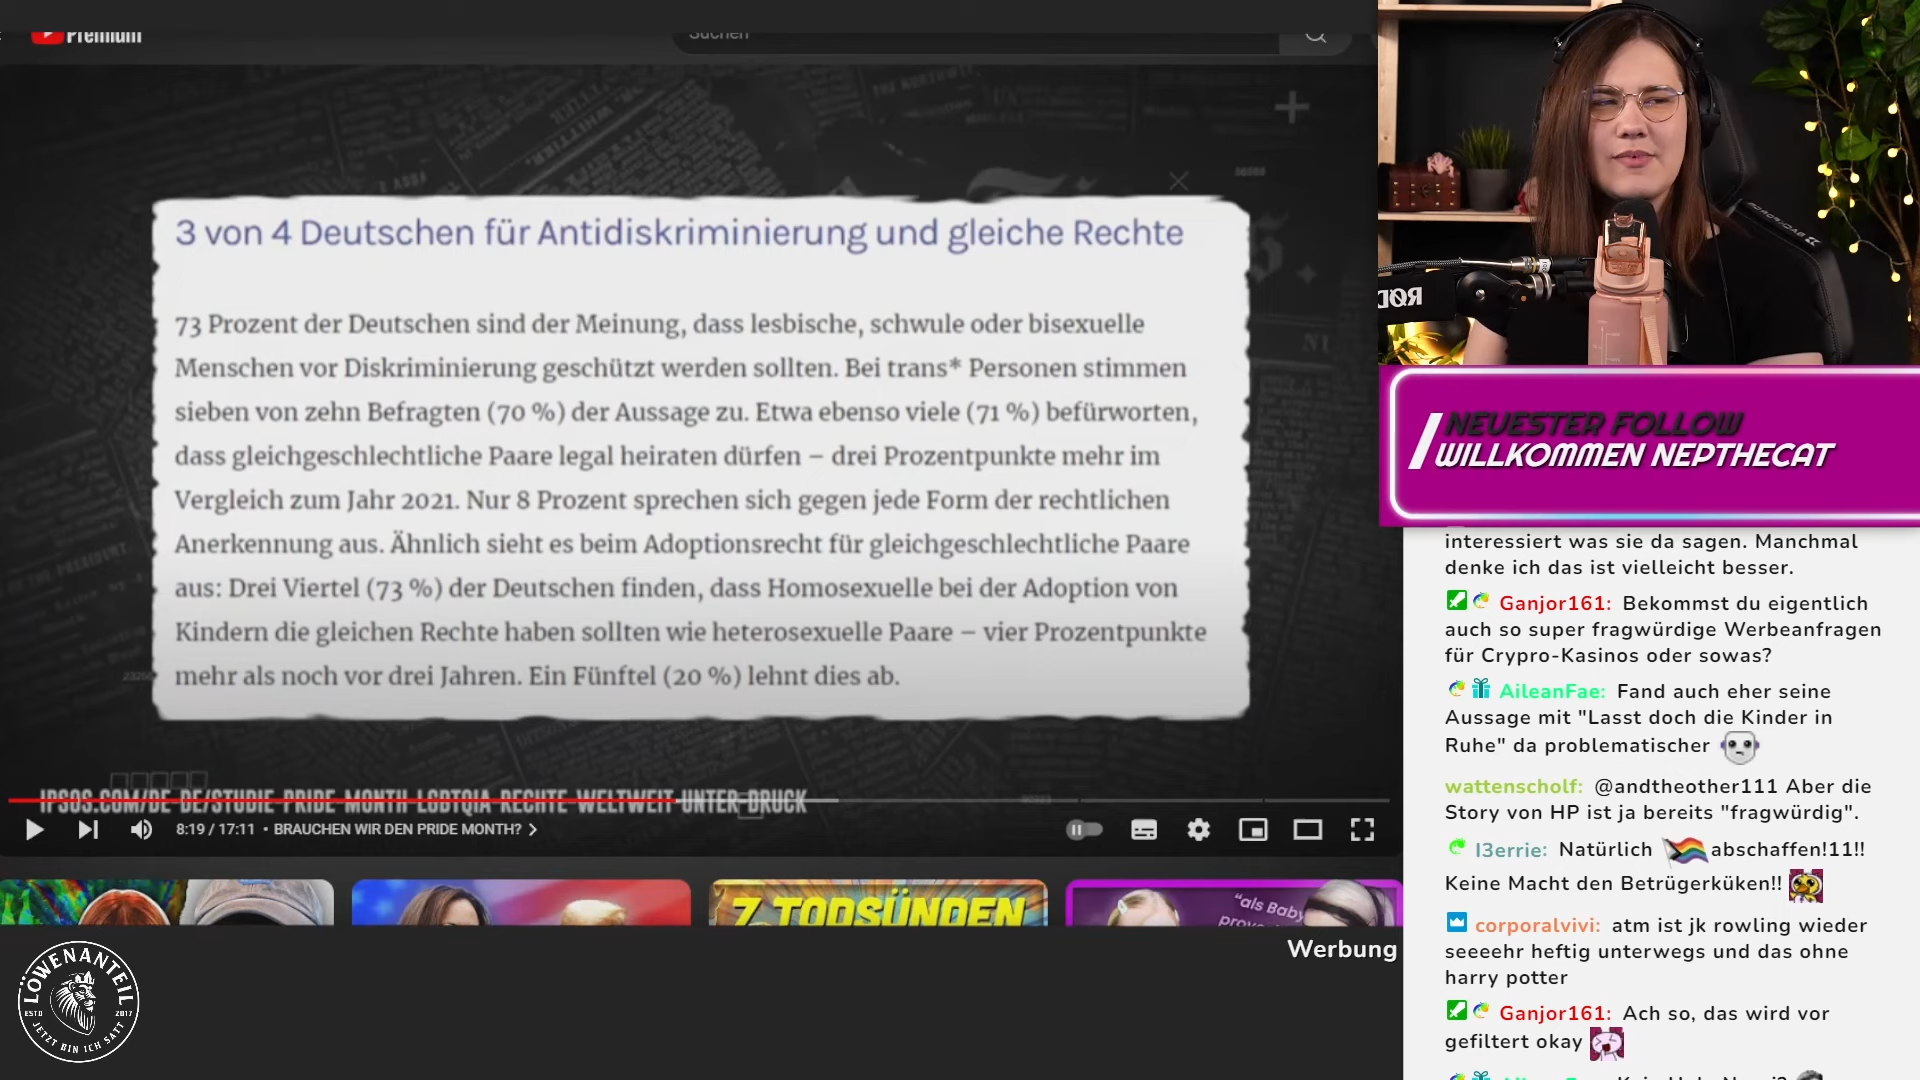 Premium
Suchen
3 von 4 Deutschen für Antidiskriminierung und gleiche Rechte
73 Prozent der Deutschen sind der Meinung, dass lesbische, schwule oder bisexuelle
Menschen vor Diskriminierung geschützt werden sollten. Bei trans* Personen stimmen
sieben von zehn Befragten (70 %) der Aussage zu. Etwa ebenso viele (71 %) befürworten,
dass gleichgeschlechtliche Paare legal heiraten dürfen – drei Prozentpunkte mehr im
Vergleich zum Jahr 2021. Nur 8 Prozent sprechen sich gegen jede Form der rechtlichen
Anerkennung aus. Ähnlich sieht es beim Adoptionsrecht für gleichgeschlechtliche Paare
aus: Drei Viertel (73 %) der Deutschen finden, dass Homosexuelle bei der Adoption von
Kindern die gleichen Rechte haben sollten wie heterosexuelle Paare – vier Prozentpunkte
mehr als noch vor drei Jahren. Ein Fünftel (20 %) lehnt dies ab.
IPSOS.COM/DE-DE/STUDIE-PRIDE-MONTH-LGBTQIA-RECHTE-WELTWEIT-UNTER-DRUCK
8:19 / 17:11 • BRAUCHEN WIR DEN PRIDE MONTH?
7 TODSÜNDEN
"als Baby
Werbung
LÖWENANTEIL
ESTD 2017
JETZT BIN ICH SATT
RØDE
NEUESTER FOLLOW
WILLKOMMEN NEPTHECAT
interessiert was sie da sagen. Manchmal
denke ich das ist vielleicht besser.
Ganjor161: Bekommst du eigentlich
auch so super fragwürdige Werbeanfragen
für Crypro-Kasinos oder sowas?
AileanFae: Fand auch eher seine
Aussage mit "Lasst doch die Kinder in
Ruhe" da problematischer
wattenscholf: @andtheother111 Aber die
Story von HP ist ja bereits "fragwürdig".
l3errie: Natürlich abschaffen!11!!
Keine Macht den Betrügerküken!!
corporalvivi: atm ist jk rowling wieder
seeeehr heftig unterwegs und das ohne
harry potter
Ganjor161: Ach so, das wird vor
gefiltert okay